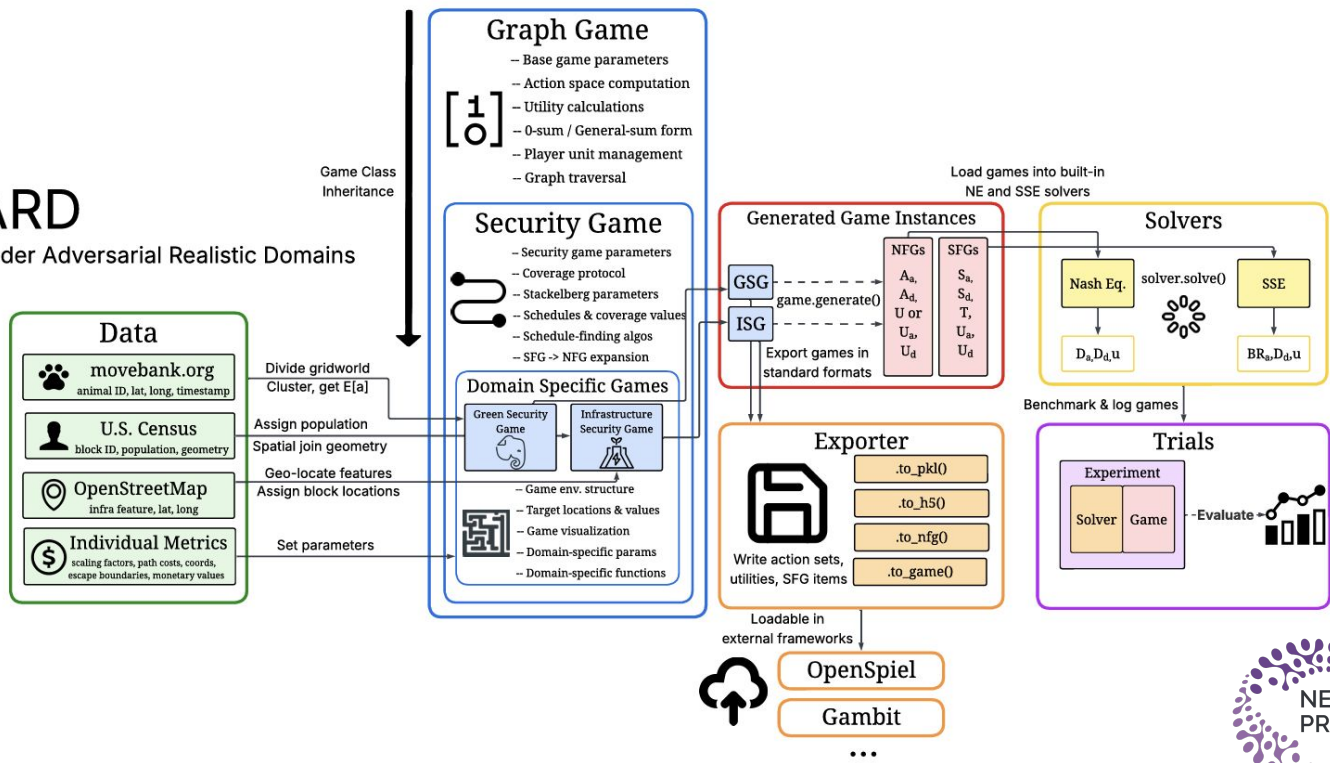 ARD
der Adversarial Realistic Domains
Data
movebank.org
animal ID, lat, long, timestamp
U.S. Census
block ID, population, geometry
OpenStreetMap
infra feature, lat, long
$
Individual Metrics
scaling factors, path costs, coords,
escape boundaries, monetary values
Divide gridworld
Cluster, get E[a]
Assign population
Spatial join geometry
Geo-locate features
Assign block locations
Set parameters
Game Class
Inheritance
Graph Game
[1
0]
-- Base game parameters
-- Action space computation
-- Utility calculations
-- 0-sum / General-sum form
-- Player unit management
-- Graph traversal
Security Game
-- Security game parameters
-- Coverage protocol
-- Stackelberg parameters
-- Schedules & coverage values
-- Schedule-finding algos
-- SFG -> NFG expansion
Domain Specific Games
Green Security
Game
Infrastructure
Security Game
-- Game env. structure
-- Target locations & values
-- Game visualization
-- Domain-specific params
-- Domain-specific functions
Load games into built-in
NE and SSE solvers
Generated Game Instances
GSG
ISG
game.generate()
Export games in
standard formats
NFGs
Aa,
Ad,
U or
Ua,
Ud
SFGs
Sa,
Sd,
T,
Ua,
Ud
Solvers
Nash Eq.
solver.solve()
SSE
Da,Dd,u
BRa,Dd,u
Benchmark & log games
Exporter
Write action sets,
utilities, SFG items
.to_pkl()
.to_h5()
.to_nfg()
.to_game()
Trials
Experiment
Solver
Game
Evaluate
Loadable in
external frameworks
OpenSpiel
Gambit
...
NE
PR